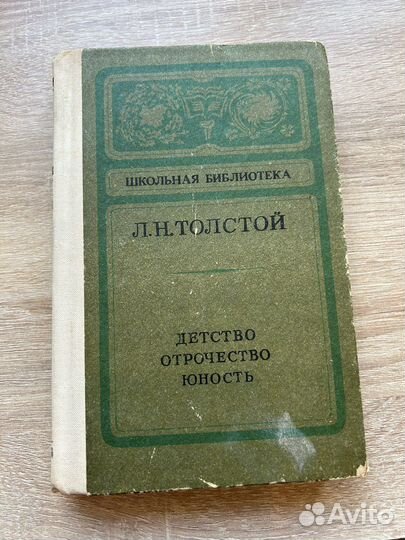 ШКОЛЬНАЯ БИБЛИОТЕКА
Л.Н.ТОЛСТОЙ
ДЕТСТВО
ОТРОЧЕСТВО
ЮНОСТЬ
Avito